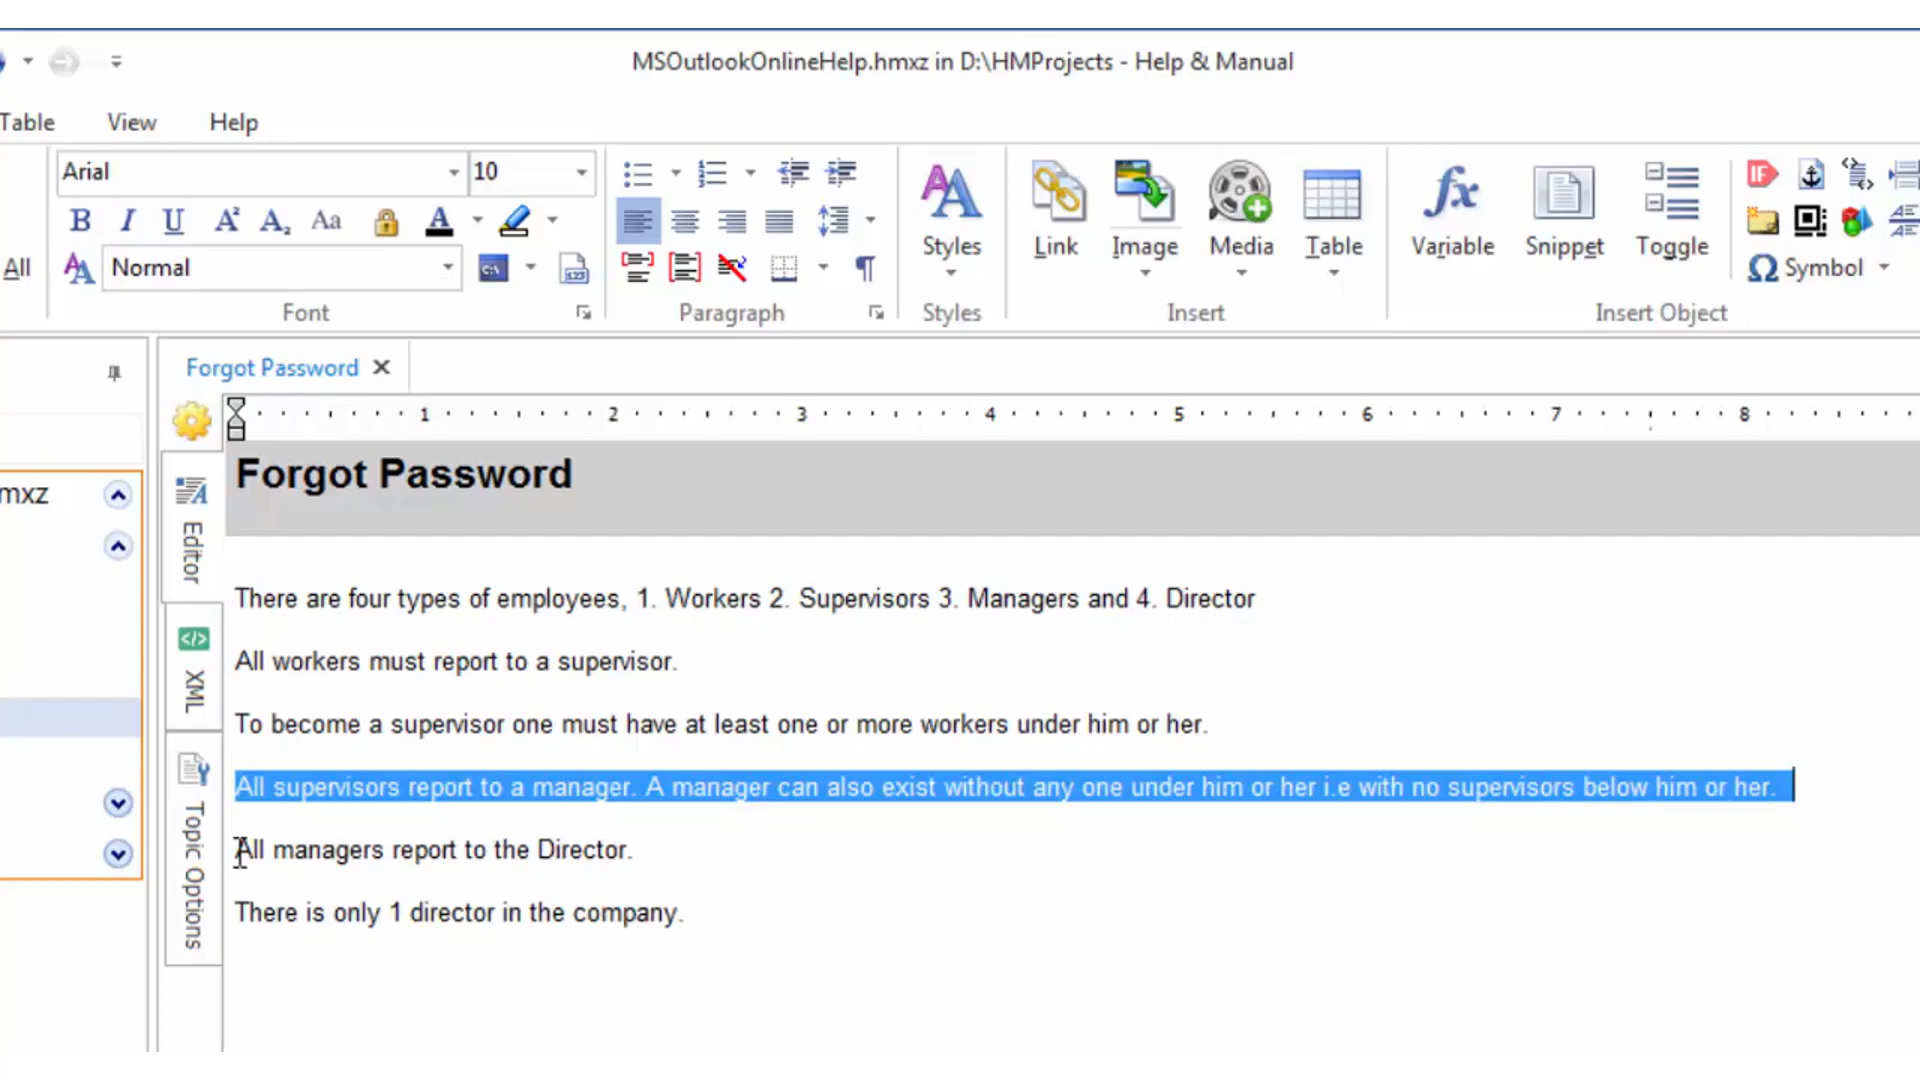 MSOutlookOnlineHelp.hmxz in D:\HMProjects - Help & Manual
Table View Help
Arial 10
B I U A² A₂ Aa A
All Normal
Font Paragraph Styles Insert Insert Object
Styles Link Image Media Table Variable Snippet Toggle
IF
Symbol
Forgot Password
1 2 3 4 5 6 7 8
mxz
Editor
XML
Topic Options
Forgot Password
There are four types of employees, 1. Workers 2. Supervisors 3. Managers and 4. Director
All workers must report to a supervisor.
To become a supervisor one must have at least one or more workers under him or her.
All supervisors report to a manager. A manager can also exist without any one under him or her i.e with no supervisors below him or her.
All managers report to the Director.
There is only 1 director in the company.